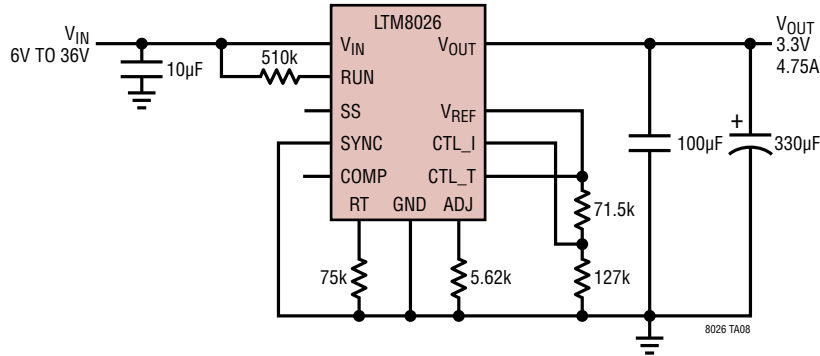 LTM8026
VIN
6V TO 36V
10µF
510k
VIN
RUN
SS
SYNC
COMP
RT
GND
ADJ
VOUT
VREF
CTL_I
CTL_T
75k
5.62k
71.5k
127k
100µF
+
330µF
VOUT
3.3V
4.75A
8026 TA08